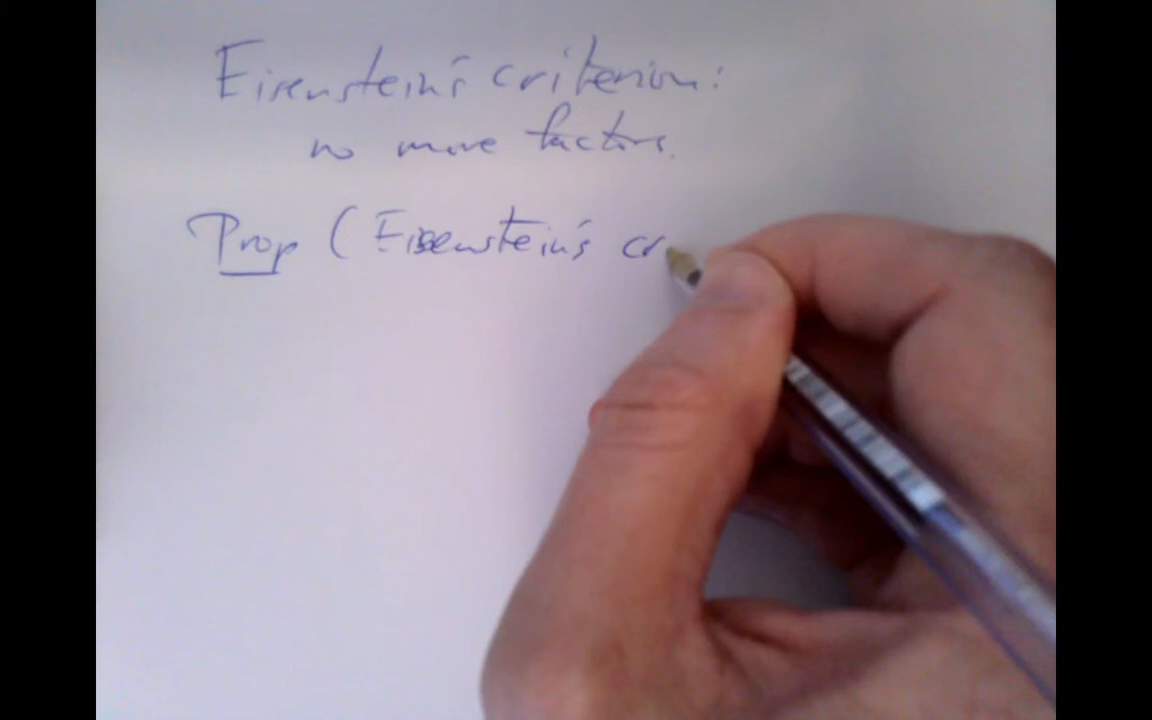 Eisenstein's criterion:
no more factors.
Prop (Eisenstein's cr